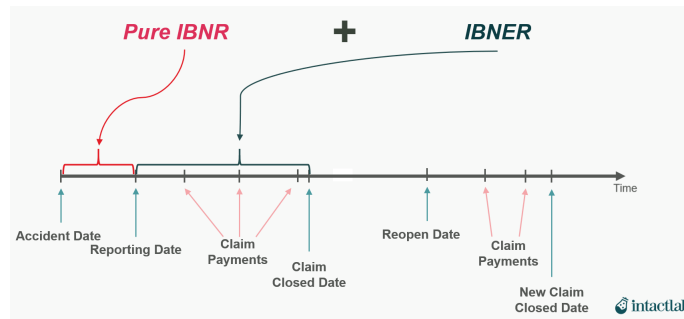 Pure IBNR + IBNER
Time
Accident Date
Reporting Date
Claim
Payments
Claim
Closed Date
Reopen Date
Claim
Payments
New Claim
Closed Date
intactlab